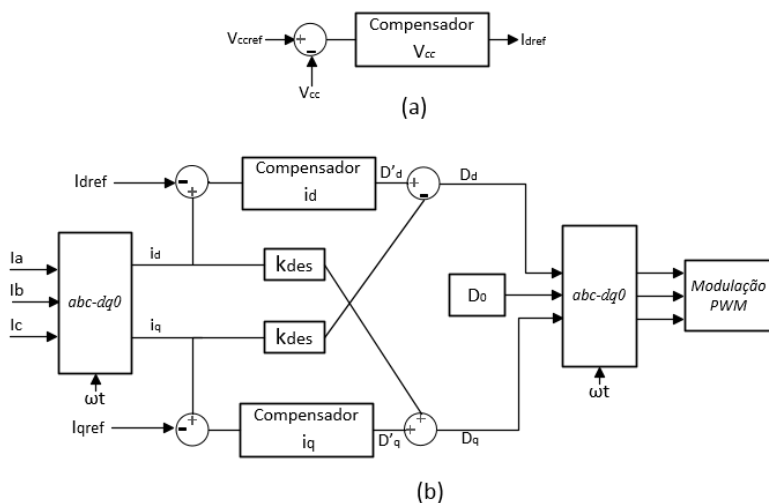 Vccref
+
-
Compensador
Vcc
Idref
Vcc
(a)
Idref
-
+
Compensador
id
D'd
+
-
Dd
Ia
Ib
Ic
abc-dq0
id
kdes
iq
kdes
D0
abc-dq0
Modulação
PWM
ωt
ωt
Iqref
+
-
Compensador
iq
D'q
+
+
Dq
(b)